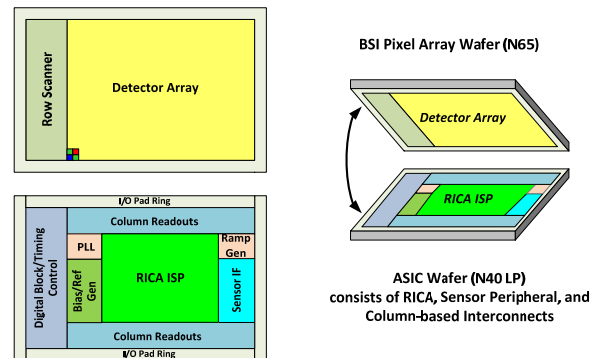 Row Scanner
Detector Array
I/O Pad Ring
Column Readouts
Digital Block/Timing
Control
PLL
Bias/Ref
Gen
RICA ISP
Ramp
Gen
Sensor IF
Column Readouts
I/O Pad Ring
BSI Pixel Array Wafer (N65)
Detector Array
RICA ISP
ASIC Wafer (N40 LP)
consists of RICA, Sensor Peripheral, and
Column-based Interconnects